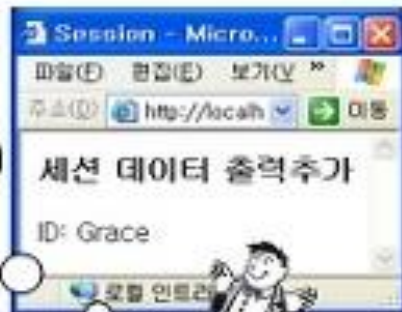 Session - Micro...
파일(F) 편집(E) 보기(V »
주소(D) http://localh 이동
세션 데이터 출력추가
ID: Grace
로컬 인트라